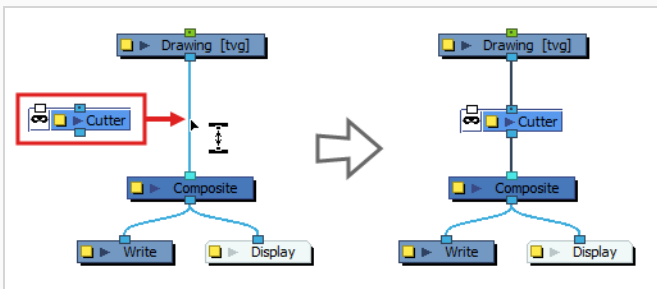 Drawing [tvg]
Cutter
Composite
Write
Display
Drawing [tvg]
Cutter
Composite
Write
Display